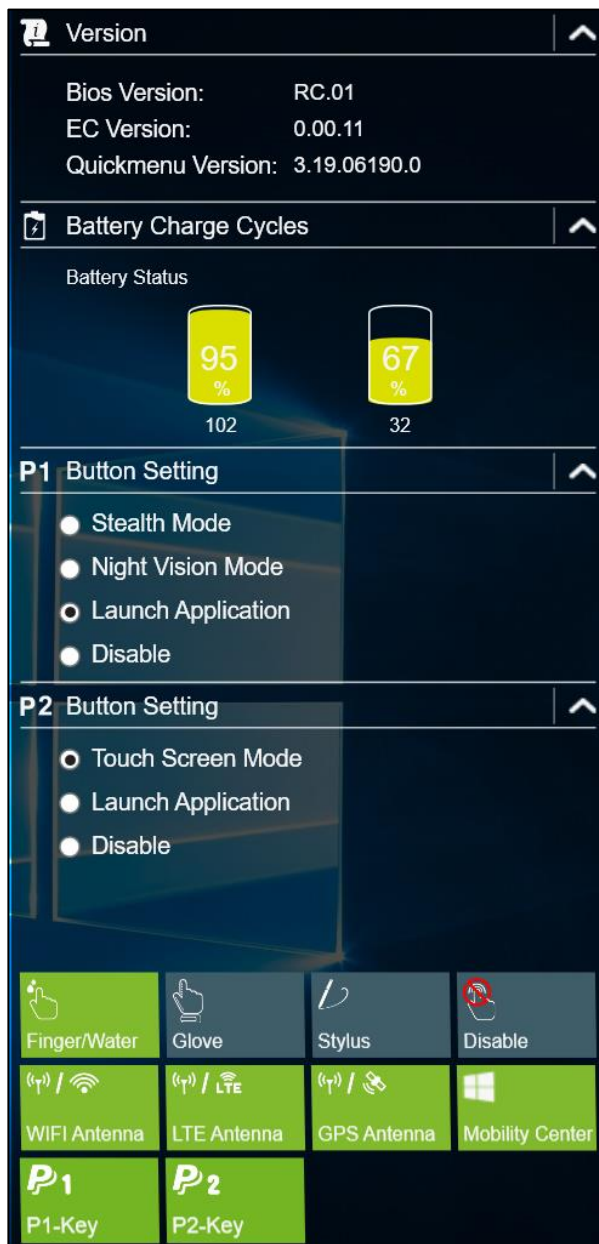 Version
Bios Version: RC.01
EC Version: 0.00.11
Quickmenu Version: 3.19.06190.0
Battery Charge Cycles
Battery Status
95 % 67 %
102 32
P1 Button Setting
Stealth Mode
Night Vision Mode
Launch Application
Disable
P2 Button Setting
Touch Screen Mode
Launch Application
Disable
Finger/Water Glove Stylus Disable
(T) / (T) / LTE (T) /
WIFI Antenna LTE Antenna GPS Antenna Mobility Center
P1 P2
P1-Key P2-Key